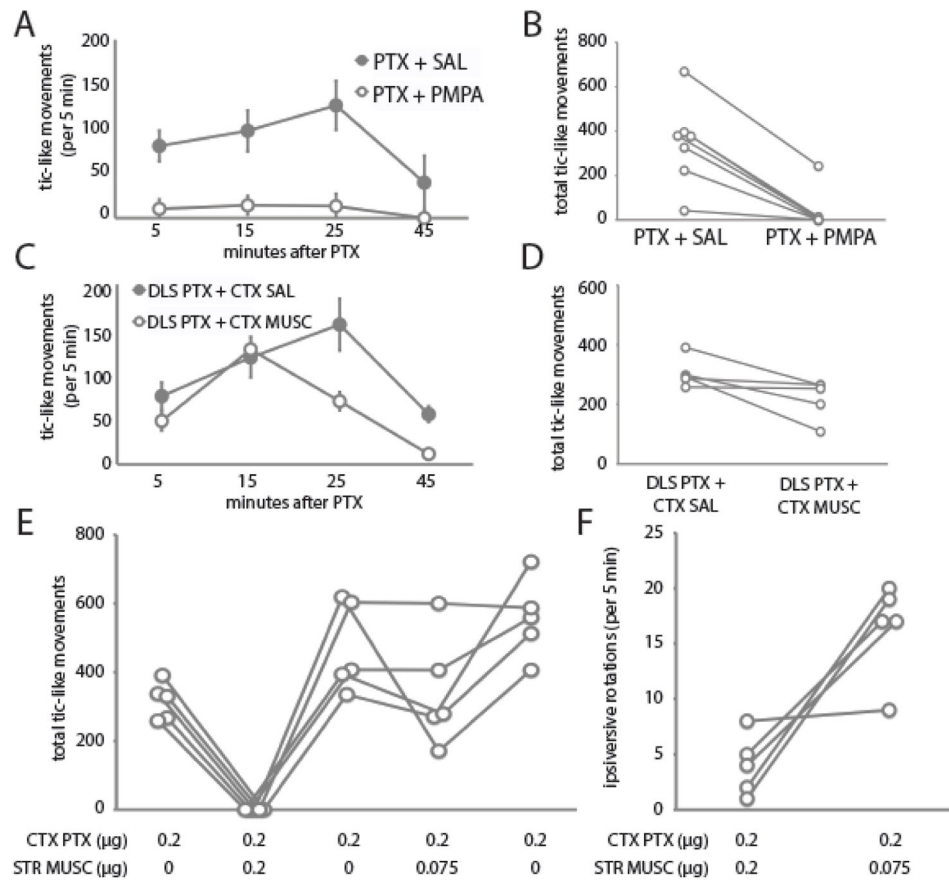 A
200
150
100
50
0
tic-like movements
(per 5 min)
PTX + SAL
PTX + PMPA
5 15 25 45
minutes after PTX
B
800
600
400
200
0
total tic-like movements
PTX + SAL PTX + PMPA
C
200
150
100
50
0
tic-like movements
(per 5 min)
DLS PTX + CTX SAL
DLS PTX + CTX MUSC
5 15 25 45
minutes after PTX
D
600
400
200
0
total tic-like movements
DLS PTX + DLS PTX +
CTX SAL CTX MUSC
E
800
600
400
200
0
total tic-like movements
CTX PTX (µg) 0.2 0.2 0.2 0.2 0.2
STR MUSC (µg) 0 0.2 0 0.075 0
F
25
20
15
10
5
0
ipsiversive rotations (per 5 min)
CTX PTX (µg) 0.2 0.2
STR MUSC (µg) 0.2 0.075